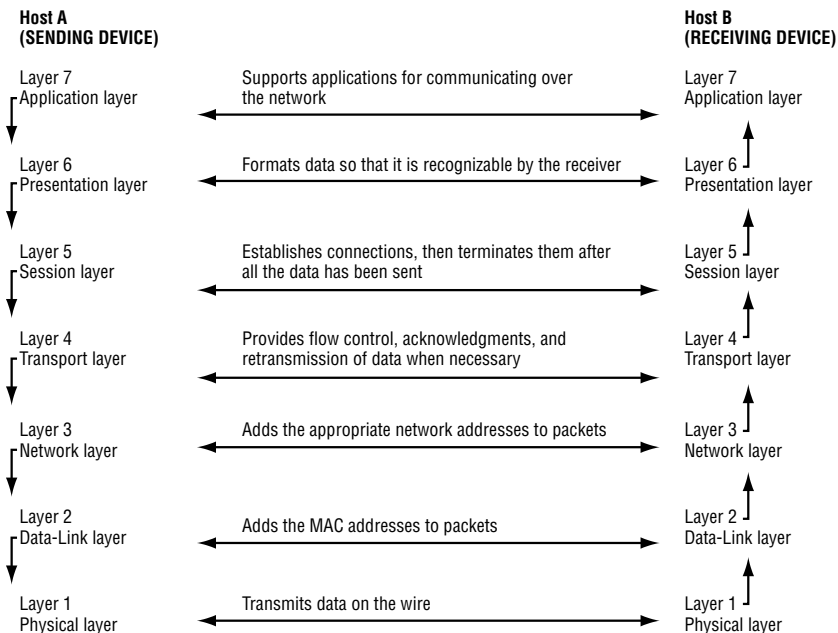 Host A
(SENDING DEVICE)
Host B
(RECEIVING DEVICE)
Layer 7
Application layer
Supports applications for communicating over
the network
Layer 7
Application layer
Layer 6
Presentation layer
Formats data so that it is recognizable by the receiver
Layer 6
Presentation layer
Layer 5
Session layer
Establishes connections, then terminates them after
all the data has been sent
Layer 5
Session layer
Layer 4
Transport layer
Provides flow control, acknowledgments, and
retransmission of data when necessary
Layer 4
Transport layer
Layer 3
Network layer
Adds the appropriate network addresses to packets
Layer 3
Network layer
Layer 2
Data-Link layer
Adds the MAC addresses to packets
Layer 2
Data-Link layer
Layer 1
Physical layer
Transmits data on the wire
Layer 1
Physical layer